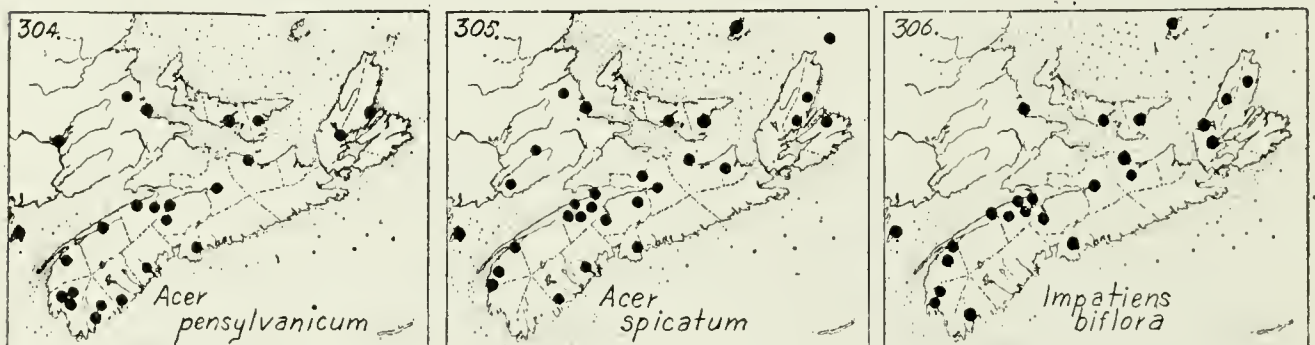 304.
Acer
pensylvanicum
305.
Acer
spicatum
306.
Impatiens
biflora